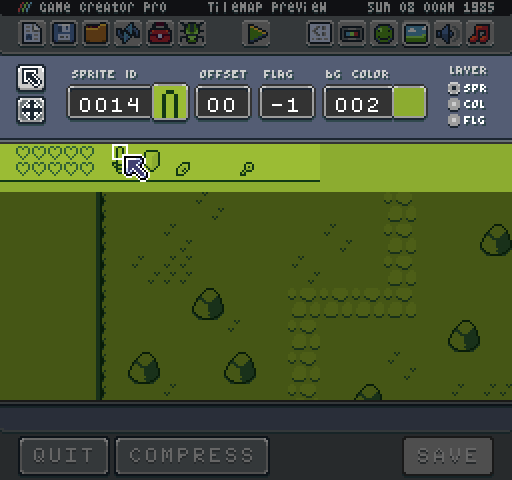 Game Creator Pro TileMap Preview SUN 08 00AM 1985
SPRITE ID OFFSET FLAG BG COLOR LAYER
0014 00 -1 002
SPR
COL
FLG
QUIT COMPRESS SAVE